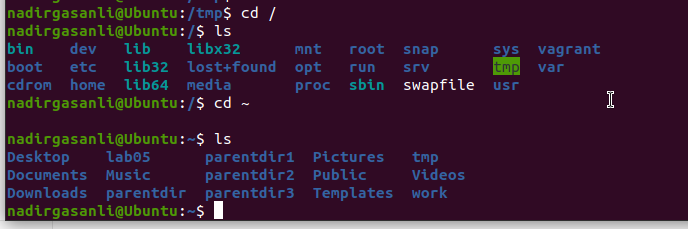 nadirgasanli@Ubuntu:/tmp$ cd /
nadirgasanli@Ubuntu:/$ ls
bin    dev   lib    libx32      mnt   root  snap      sys  vagrant
boot   etc   lib32  lost+found  opt   run   srv       tmp  var
cdrom  home  lib64  media       proc  sbin  swapfile  usr
nadirgasanli@Ubuntu:/$ cd ~
nadirgasanli@Ubuntu:~$ ls
Desktop    lab05      parentdir1  Pictures   tmp
Documents  Music      parentdir2  Public     Videos
Downloads  parentdir  parentdir3  Templates  work
nadirgasanli@Ubuntu:~$